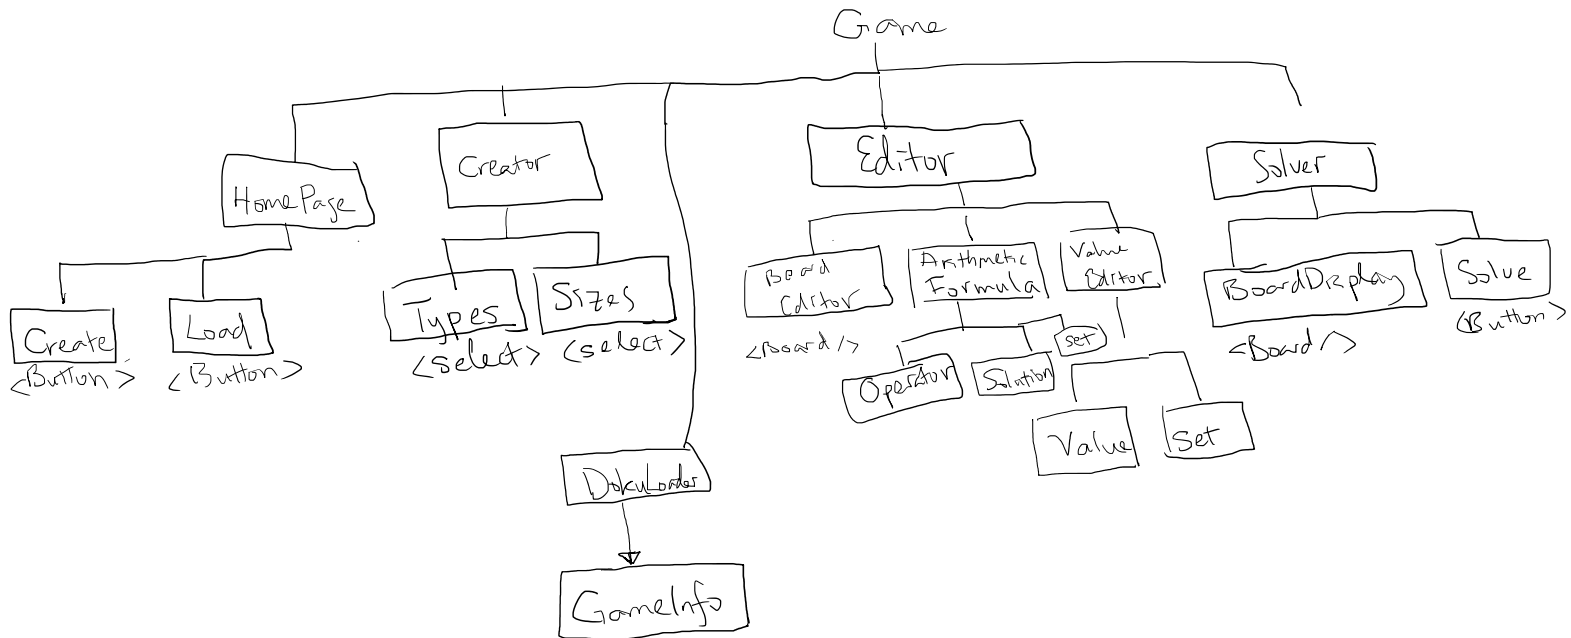 Game
HomePage
Creator
Editor
Solver
Create
<Button>
Load
<Button>
Types
<select>
Sizes
<select>
Board
Editor
<Board/>
Arithmetic
Formula
Value
Editor
Operator
Solution
set
Value
Set
BoardDisplay
<Board/>
Solve
<Button>
DokuLoader
GameInfo